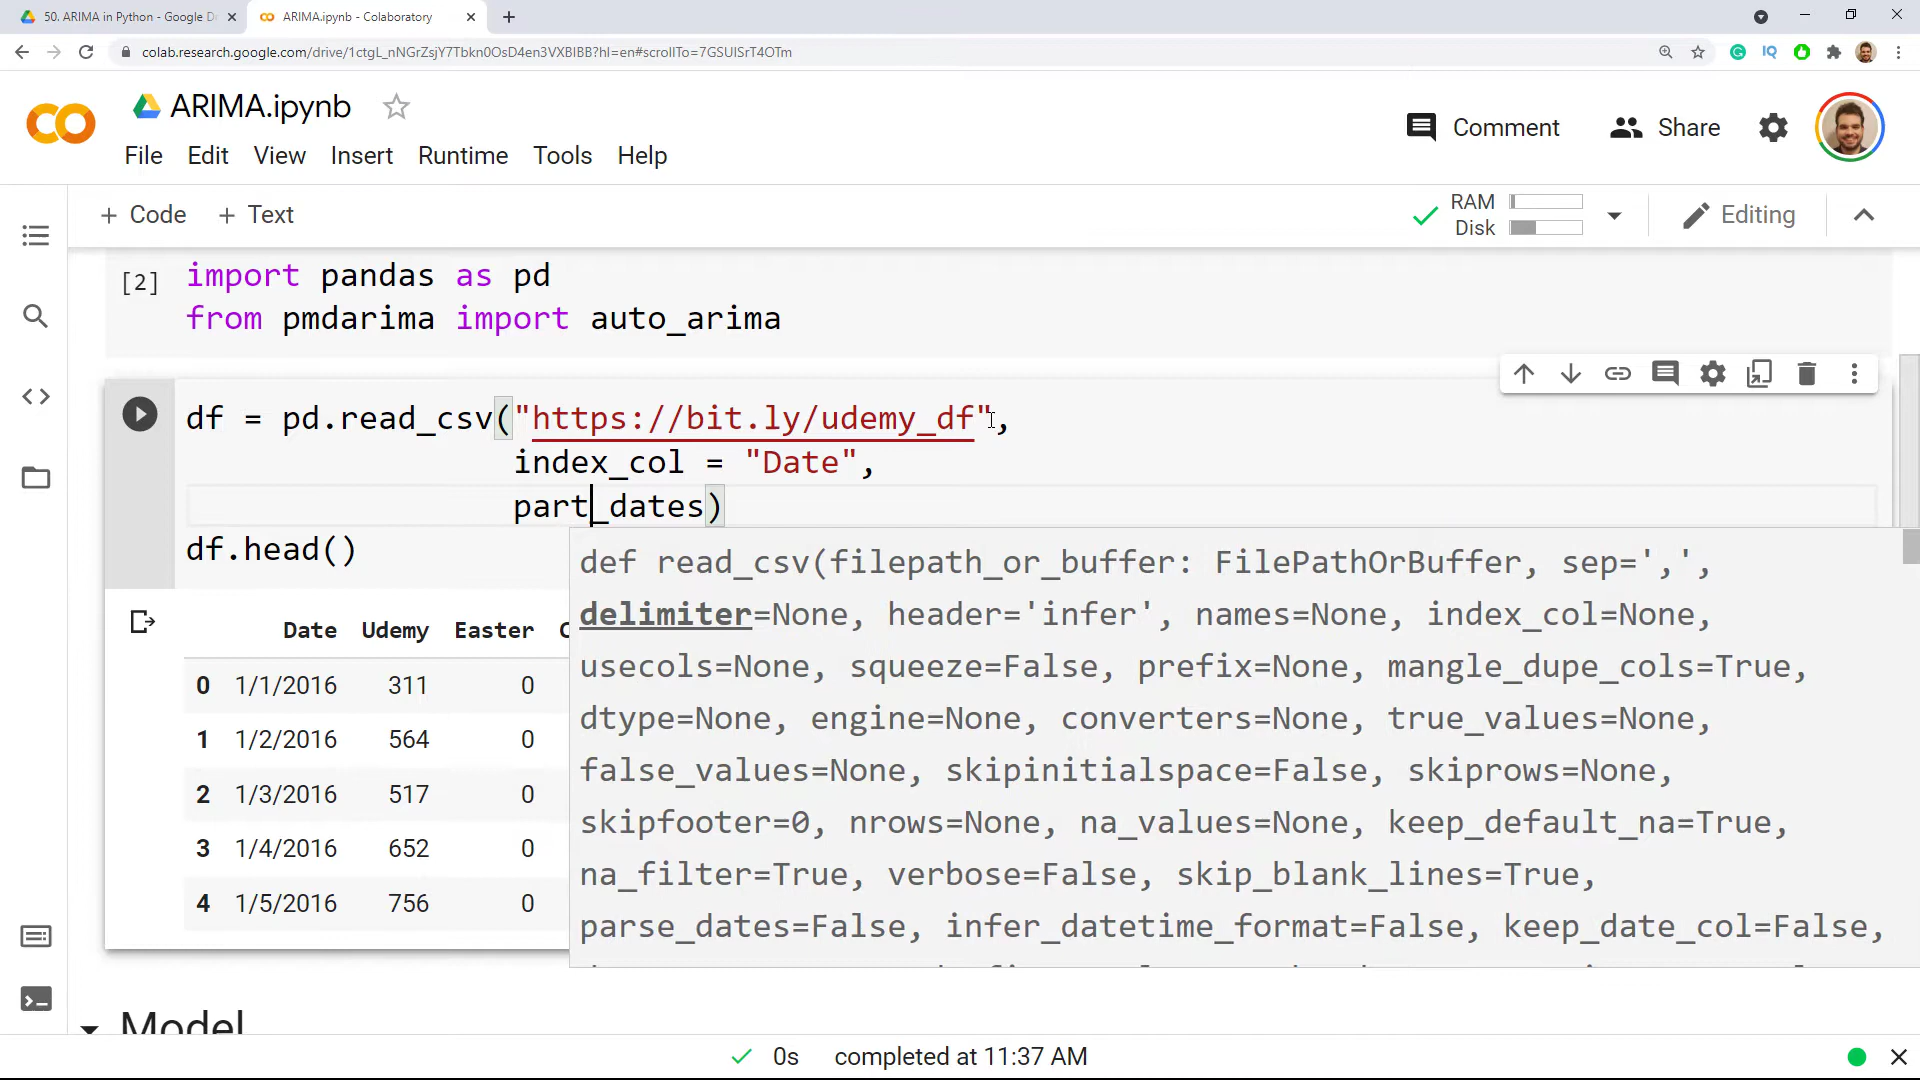 50. ARIMA in Python - Google Dr
ARIMA.ipynb - Colaboratory
colab.research.google.com/drive/1ctgL_nNGrZsjY7Tbkn0OsD4en3VXBIBB?hl=en#scrollTo=7GSUISrT4OTm
IQ
ARIMA.ipynb
Comment
Share
File Edit View Insert Runtime Tools Help
+ Code + Text
RAM
Disk
Editing
[2]
import pandas as pd
from pmdarima import auto_arima
df = pd.read_csv("https://bit.ly/udemy_df",
index_col = "Date",
part_dates)
df.head()
def read_csv(filepath_or_buffer: FilePathOrBuffer, sep=',',
delimiter=None, header='infer', names=None, index_col=None,
usecols=None, squeeze=False, prefix=None, mangle_dupe_cols=True,
dtype=None, engine=None, converters=None, true_values=None,
false_values=None, skipinitialspace=False, skiprows=None,
skipfooter=0, nrows=None, na_values=None, keep_default_na=True,
na_filter=True, verbose=False, skip_blank_lines=True,
parse_dates=False, infer_datetime_format=False, keep_date_col=False,
Date Udemy Easter
0 1/1/2016 311 0
1 1/2/2016 564 0
2 1/3/2016 517 0
3 1/4/2016 652 0
4 1/5/2016 756 0
Model
0s completed at 11:37 AM